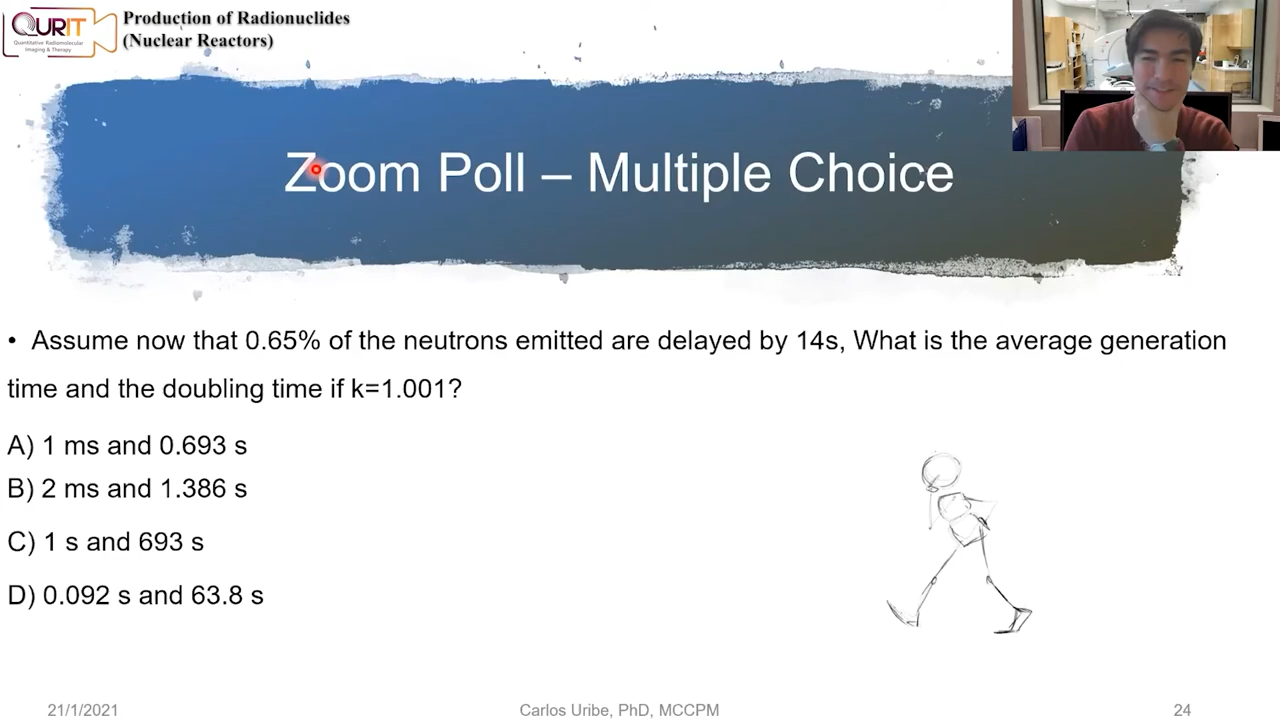 QURIT
Quantitative Radiomolecular
Imaging & Therapy
Production of Radionuclides
(Nuclear Reactors)
Zoom Poll – Multiple Choice
• Assume now that 0.65% of the neutrons emitted are delayed by 14s, What is the average generation
time and the doubling time if k=1.001?
A) 1 ms and 0.693 s
B) 2 ms and 1.386 s
C) 1 s and 693 s
D) 0.092 s and 63.8 s
21/1/2021
Carlos Uribe, PhD, MCCPM
24